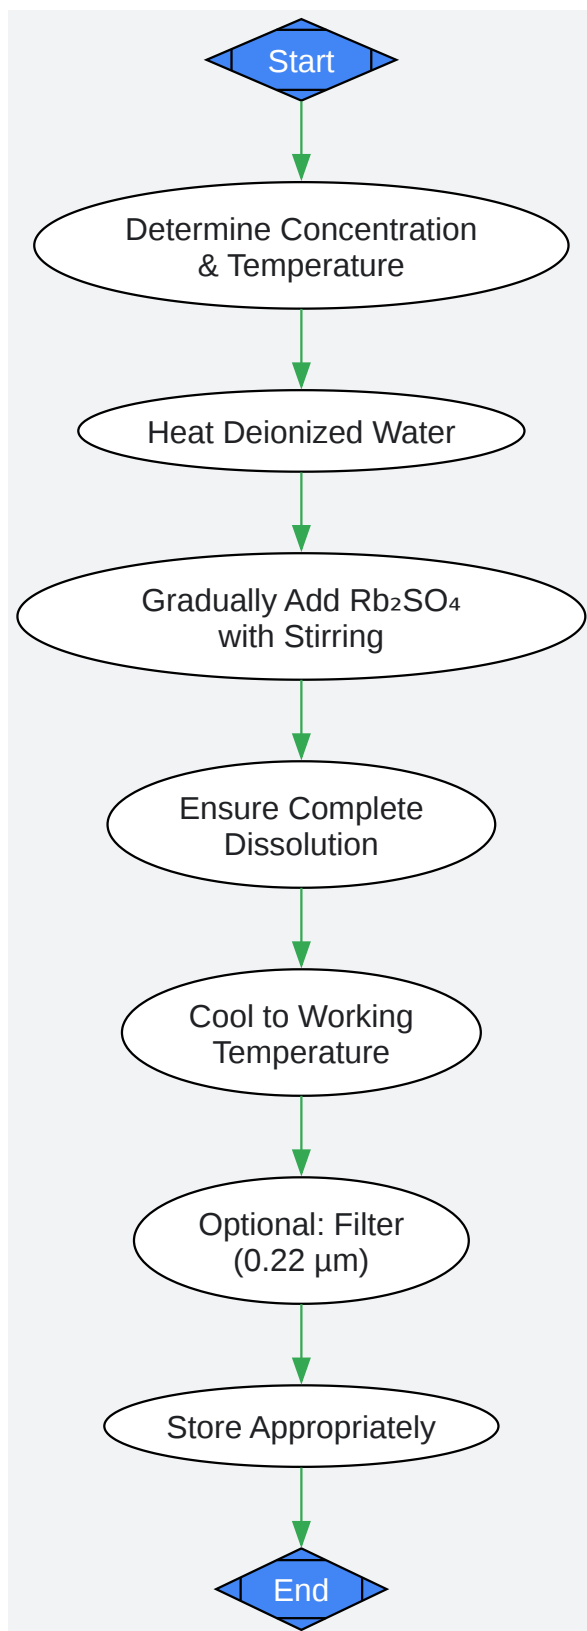 Start
Determine Concentration
& Temperature
Heat Deionized Water
Gradually Add Rb₂SO₄
with Stirring
Ensure Complete
Dissolution
Cool to Working
Temperature
Optional: Filter
(0.22 µm)
Store Appropriately
End